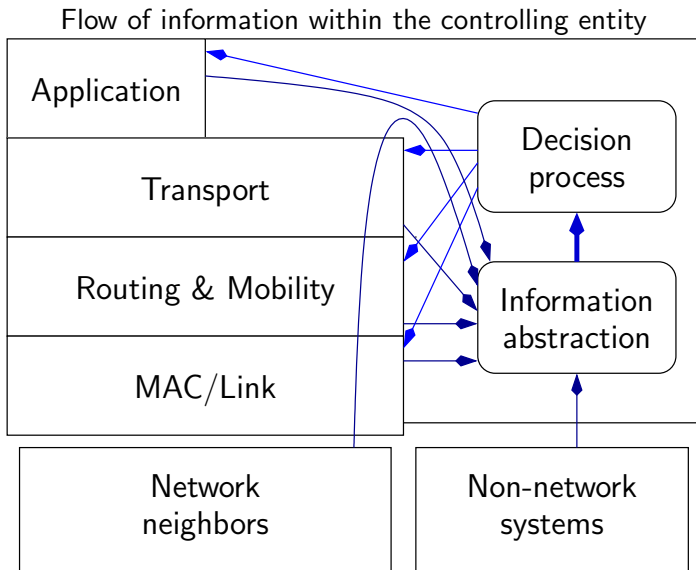 Flow of information within the controlling entity
Application
Decision
process
Transport
Routing & Mobility
Information
abstraction
MAC/Link
Network
neighbors
Non-network
systems